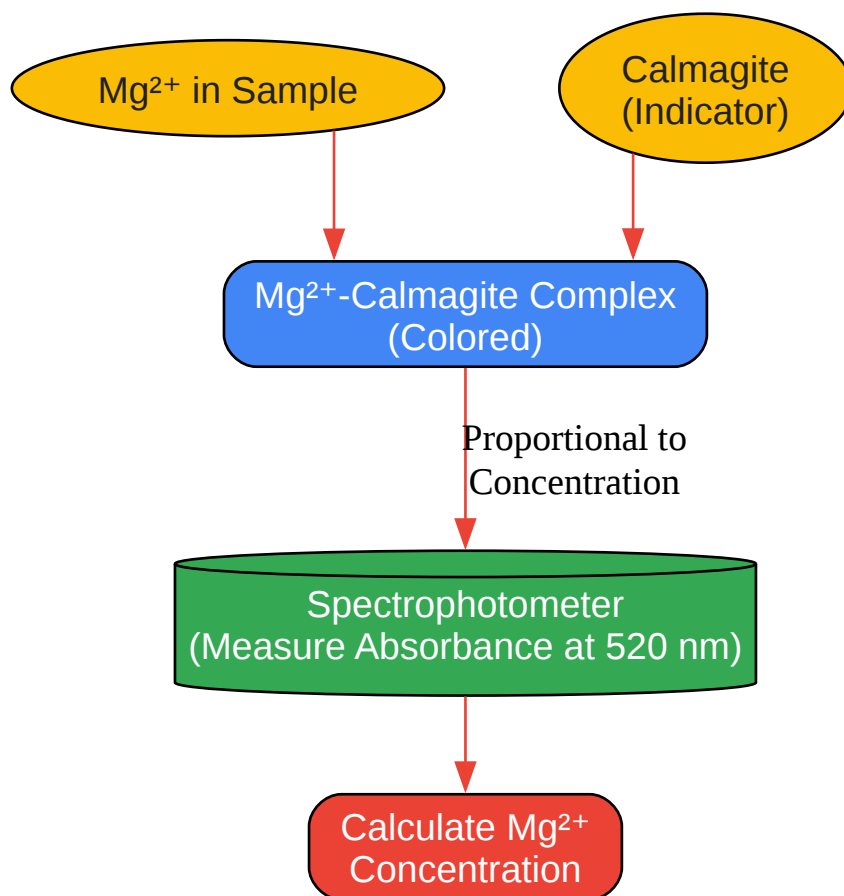 Mg²⁺ in Sample
Calmagite
(Indicator)
Mg²⁺-Calmagite Complex
(Colored)
Proportional to
Concentration
Spectrophotometer
(Measure Absorbance at 520 nm)
Calculate Mg²⁺
Concentration